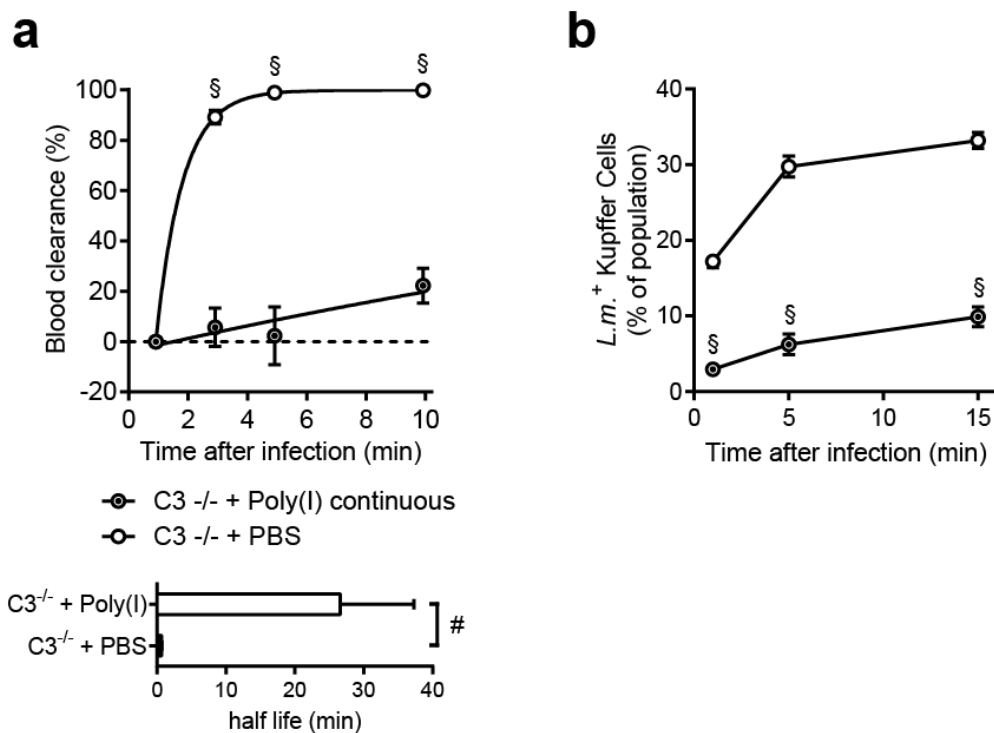 a
§ § §
100
80
60
40
20
0
-20
Blood clearance (%)
0 2 4 6 8 10
Time after infection (min)
C3 -/- + Poly(I) continuous
C3 -/- + PBS
C3-/- + Poly(I)
C3-/- + PBS
#
0 10 20 30 40
half life (min)
b
40
30
20
10
0
L.m.+ Kupffer Cells
(% of population)
§ § §
0 5 10 15
Time after infection (min)